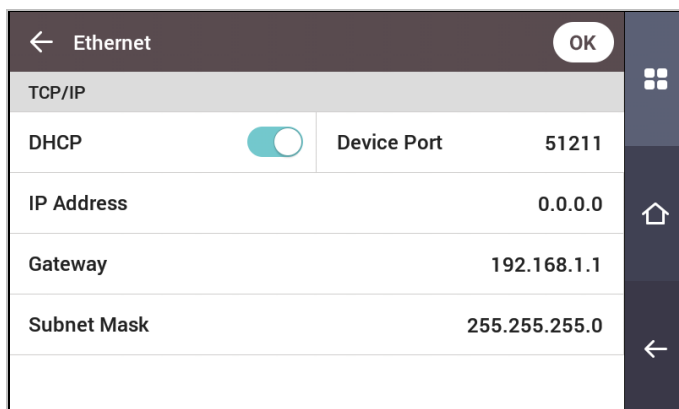 Ethernet OK
TCP/IP
DHCP Device Port 51211
IP Address 0.0.0.0
Gateway 192.168.1.1
Subnet Mask 255.255.255.0